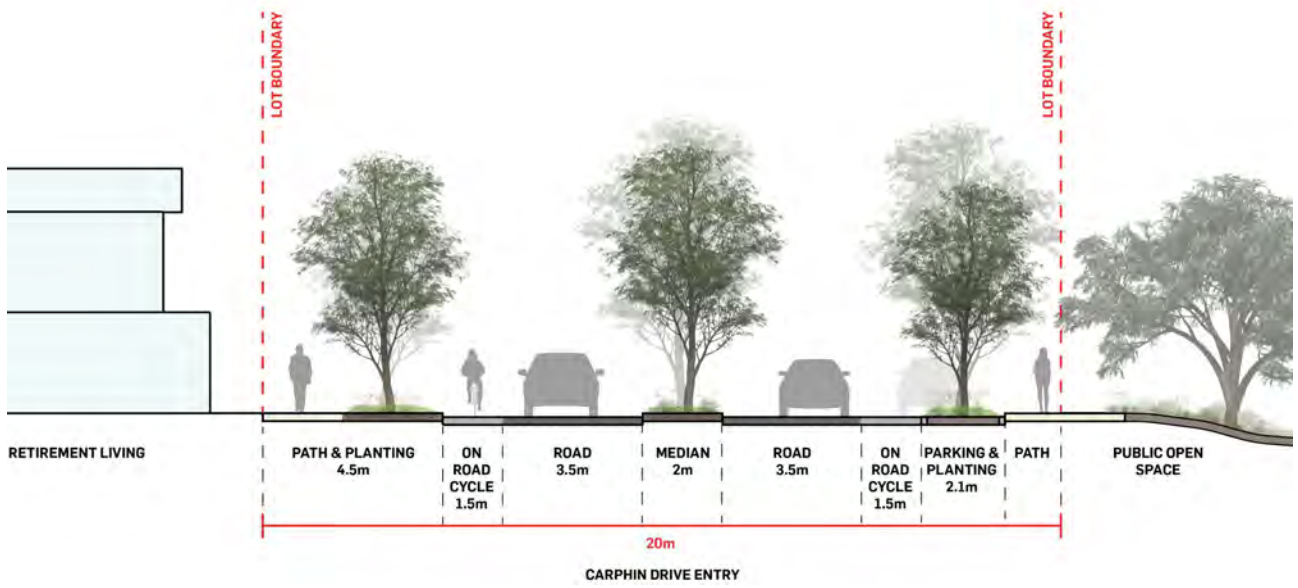 LOT BOUNDARY
LOT BOUNDARY
RETIREMENT LIVING
PATH & PLANTING
4.5m
ON
ROAD
CYCLE
1.5m
ROAD
3.5m
MEDIAN
2m
ROAD
3.5m
ON
ROAD
CYCLE
1.5m
PARKING &
PLANTING
2.1m
PATH
PUBLIC OPEN
SPACE
20m
CARPHIN DRIVE ENTRY